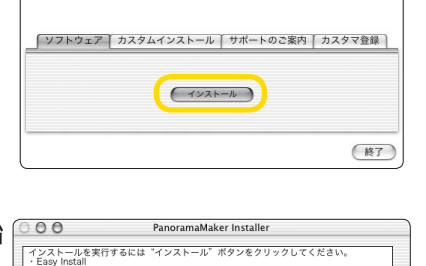 ソフトウェア カスタムインストール サポートのご案内 カスタマ登録
インストール
終了
PanoramaMaker Installer
インストールを実行するには“インストール”ボタンをクリックしてください。
・Easy Install